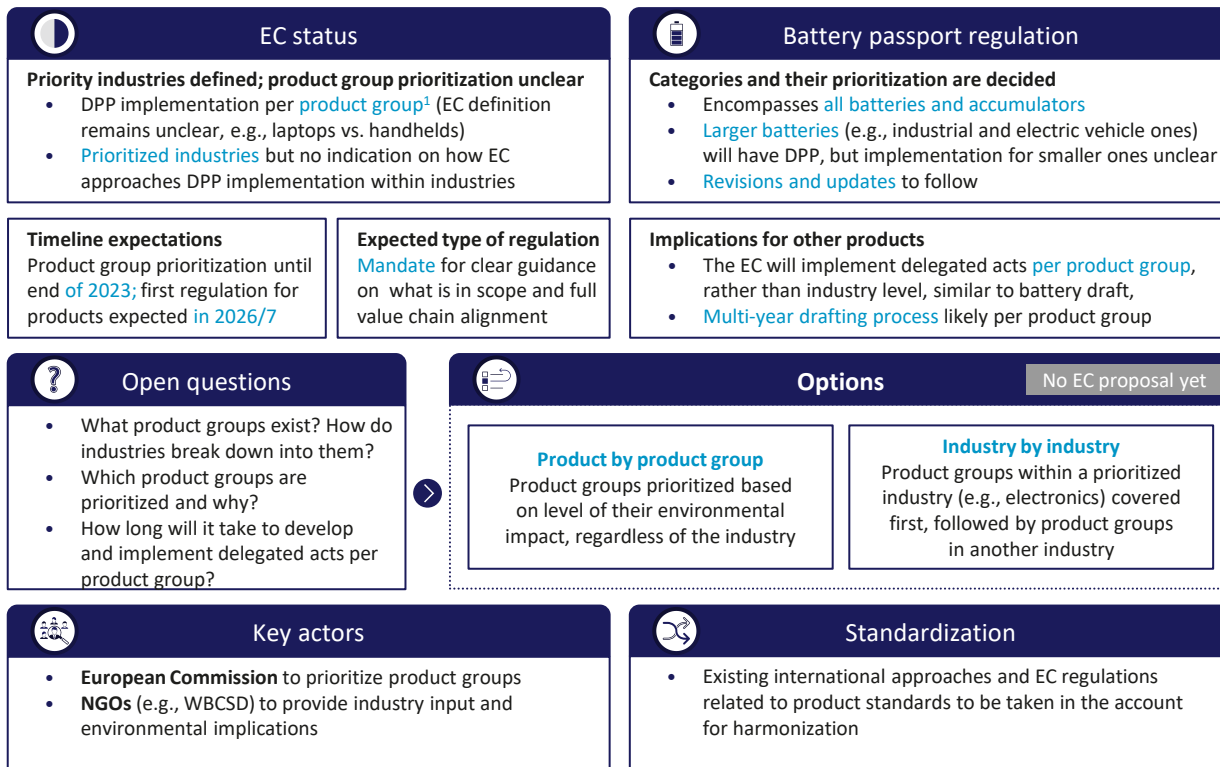 EC status
Priority industries defined; product group prioritization unclear
• DPP implementation per product group¹ (EC definition
remains unclear, e.g., laptops vs. handhelds)
• Prioritized industries but no indication on how EC
approaches DPP implementation within industries
Battery passport regulation
Categories and their prioritization are decided
• Encompasses all batteries and accumulators
• Larger batteries (e.g., industrial and electric vehicle ones)
will have DPP, but implementation for smaller ones unclear
• Revisions and updates to follow
Timeline expectations
Product group prioritization until
end of 2023; first regulation for
products expected in 2026/7
Expected type of regulation
Mandate for clear guidance
on what is in scope and full
value chain alignment
Implications for other products
• The EC will implement delegated acts per product group,
rather than industry level, similar to battery draft,
• Multi-year drafting process likely per product group
Open questions
• What product groups exist? How do
industries break down into them?
• Which product groups are
prioritized and why?
• How long will it take to develop
and implement delegated acts per
product group?
Options
No EC proposal yet
Product by product group
Product groups prioritized based
on level of their environmental
impact, regardless of the industry
Industry by industry
Product groups within a prioritized
industry (e.g., electronics) covered
first, followed by product groups
in another industry
Key actors
• European Commission to prioritize product groups
• NGOs (e.g., WBCSD) to provide industry input and
environmental implications
Standardization
• Existing international approaches and EC regulations
related to product standards to be taken in the account
for harmonization